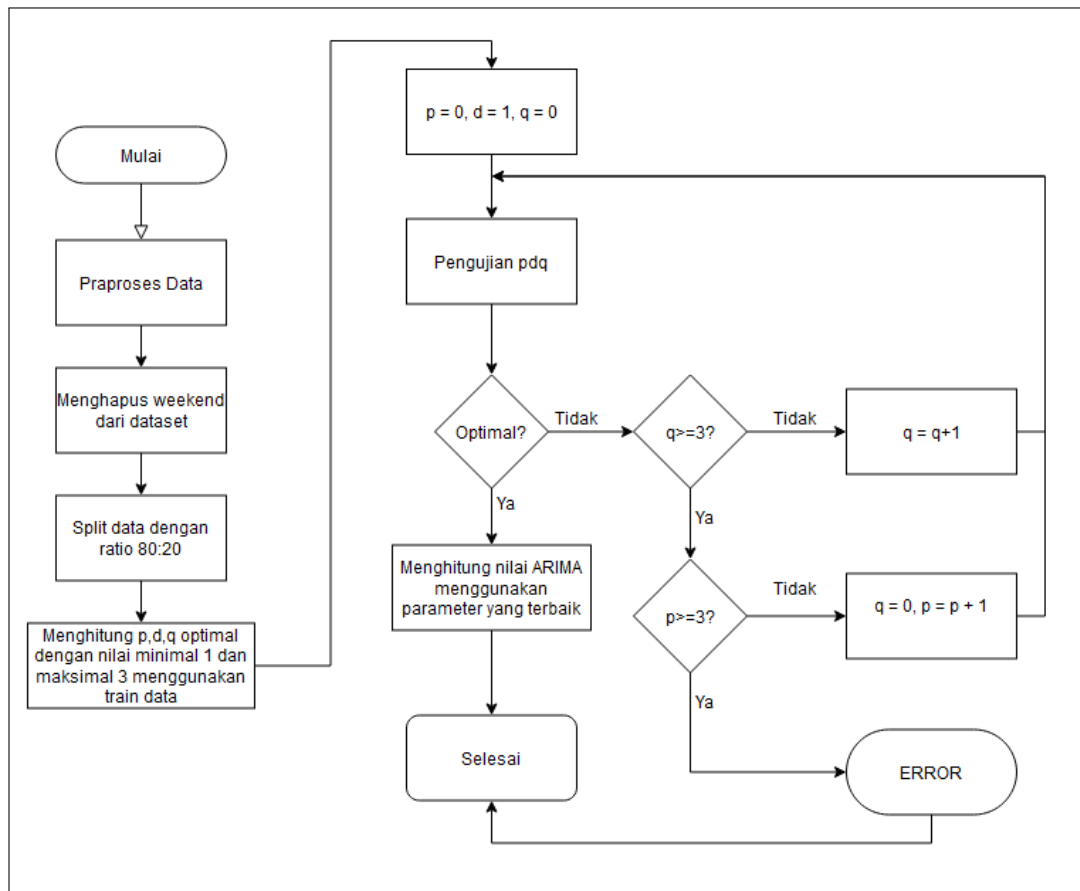 Mulai
Praproses Data
Menghapus weekend
dari dataset
Split data dengan
ratio 80:20
Menghitung p,d,q optimal
dengan nilai minimal 1 dan
maksimal 3 menggunakan
train data
p = 0, d = 1, q = 0
Pengujian pdq
Optimal?
Tidak
q>=3?
Tidak
q = q+1
Ya
Ya
Menghitung nilai ARIMA
menggunakan
parameter yang terbaik
p>=3?
Tidak
q = 0, p = p + 1
Ya
Selesai
ERROR